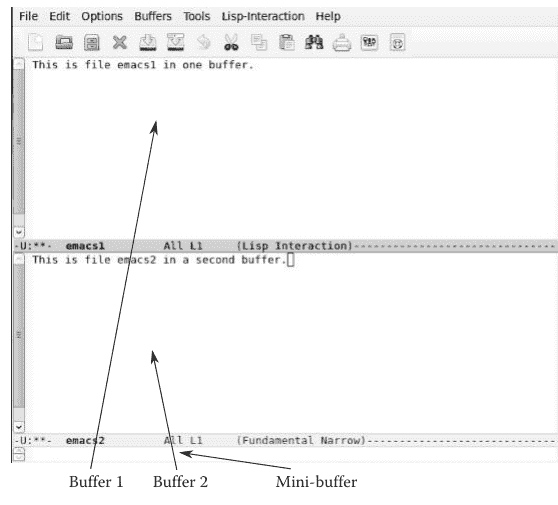 File Edit Options Buffers Tools Lisp-Interaction Help
This is file emacs1 in one buffer.
-U:**- emacs1 All L1 (Lisp Interaction)------------------------------
This is file emacs2 in a second buffer.
-U:**- emacs2 All L1 (Fundamental Narrow)----------------------------
Buffer 1 Buffer 2 Mini-buffer